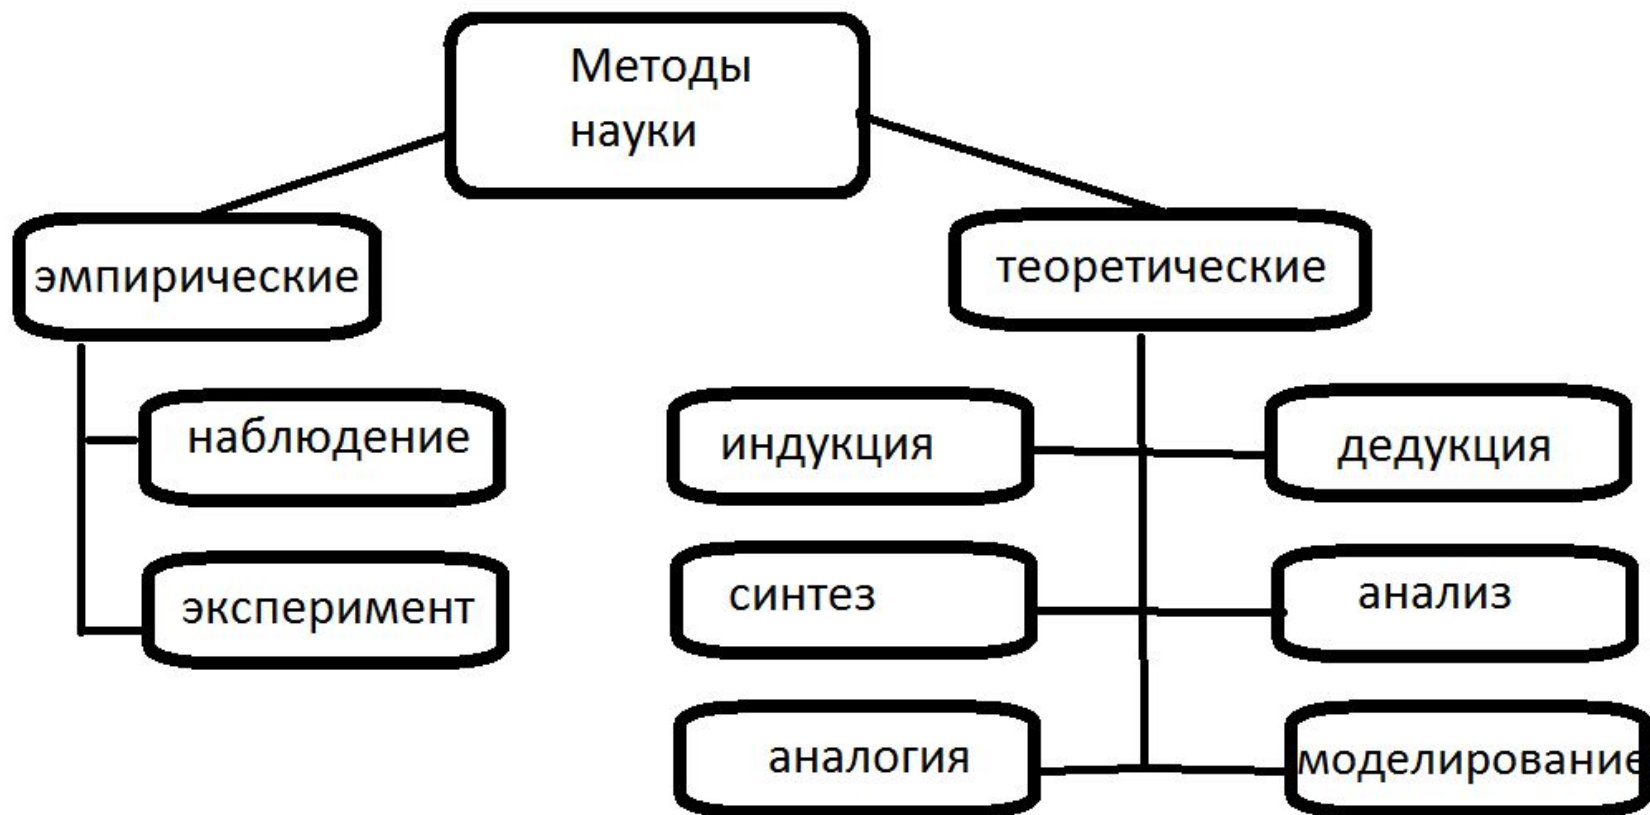 Методы
науки
эмпирические
теоретические
наблюдение
индукция
дедукция
эксперимент
синтез
анализ
аналогия
моделирование